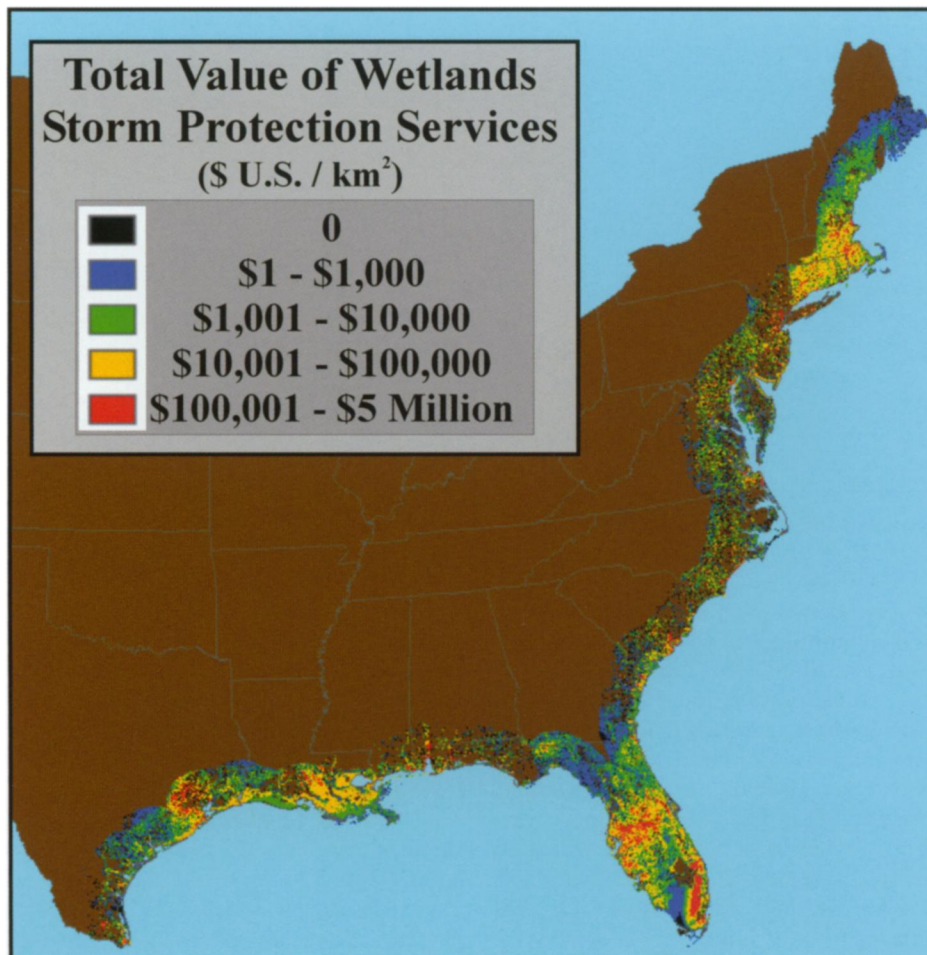 Total Value of Wetlands
Storm Protection Services
($ U.S. / km²)
0
$1 - $1,000
$1,001 - $10,000
$10,001 - $100,000
$100,001 - $5 Million